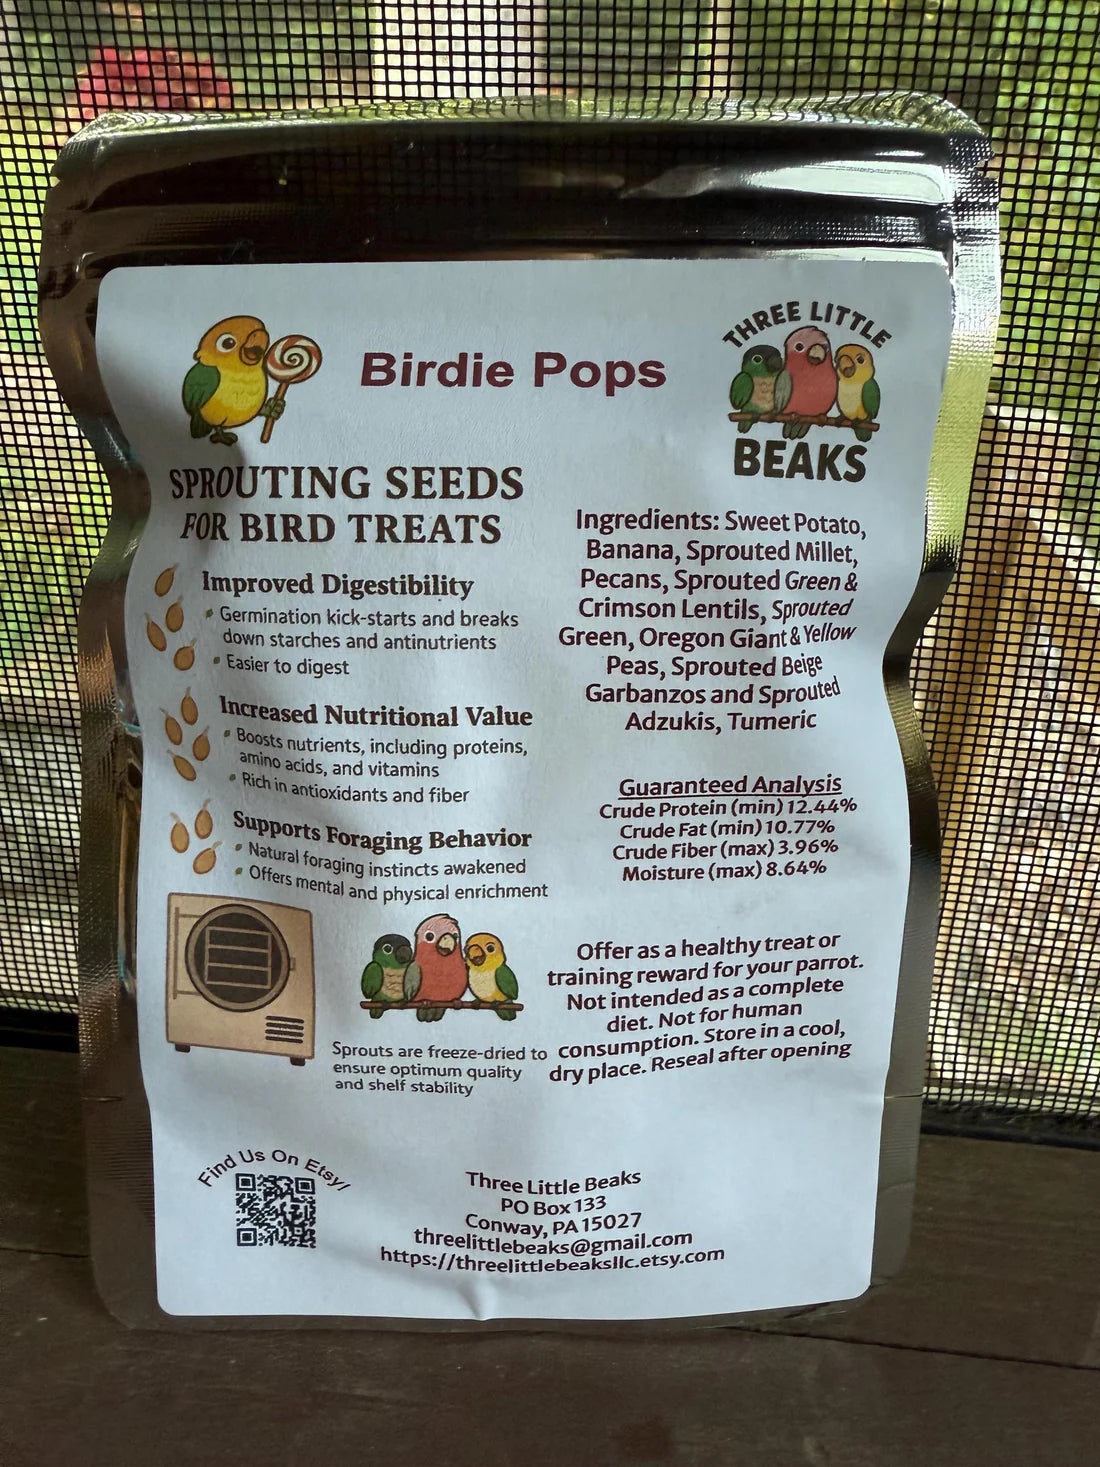 Birdie Pops
THREE LITTLE
BEAKS
SPROUTING SEEDS
FOR BIRD TREATS
Improved Digestibility
• Germination kick-starts and breaks
down starches and antinutrients
• Easier to digest
Increased Nutritional Value
• Boosts nutrients, including proteins,
amino acids, and vitamins
• Rich in antioxidants and fiber
Supports Foraging Behavior
• Natural foraging instincts awakened
• Offers mental and physical enrichment
Sprouts are freeze-dried to
ensure optimum quality
and shelf stability
Ingredients: Sweet Potato,
Banana, Sprouted Millet,
Pecans, Sprouted Green &
Crimson Lentils, Sprouted
Green, Oregon Giant & Yellow
Peas, Sprouted Beige
Garbanzos and Sprouted
Adzukis, Tumeric
Guaranteed Analysis
Crude Protein (min) 12.44%
Crude Fat (min) 10.77%
Crude Fiber (max) 3.96%
Moisture (max) 8.64%
Offer as a healthy treat or
training reward for your parrot.
Not intended as a complete
diet. Not for human
consumption. Store in a cool,
dry place. Reseal after opening
Find Us On Etsy!
Three Little Beaks
PO Box 133
Conway, PA 15027
threelittlebeaks@gmail.com
https://threelittlebeaksllc.etsy.com